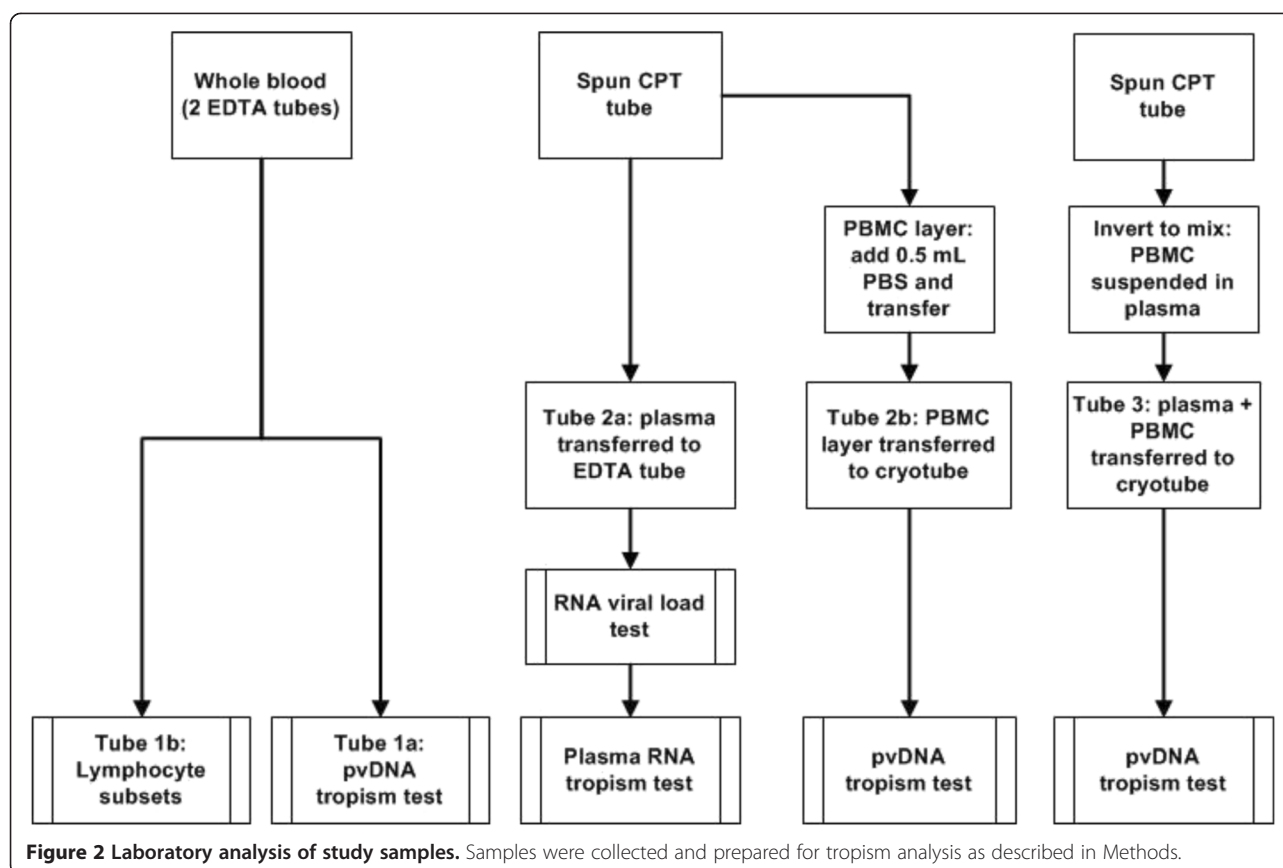 Whole blood
(2 EDTA tubes)
Spun CPT
tube
Spun CPT
tube
PBMC layer:
add 0.5 mL
PBS and
transfer
Invert to mix:
PBMC
suspended in
plasma
Tube 2a: plasma
transferred to
EDTA tube
Tube 2b: PBMC
layer transferred
to cryotube
Tube 3: plasma +
PBMC
transferred to
cryotube
RNA viral load
test
Tube 1b:
Lymphocyte
subsets
Tube 1a:
pvDNA
tropism test
Plasma RNA
tropism test
pvDNA
tropism test
pvDNA
tropism test
Figure 2 Laboratory analysis of study samples. Samples were collected and prepared for tropism analysis as described in Methods.